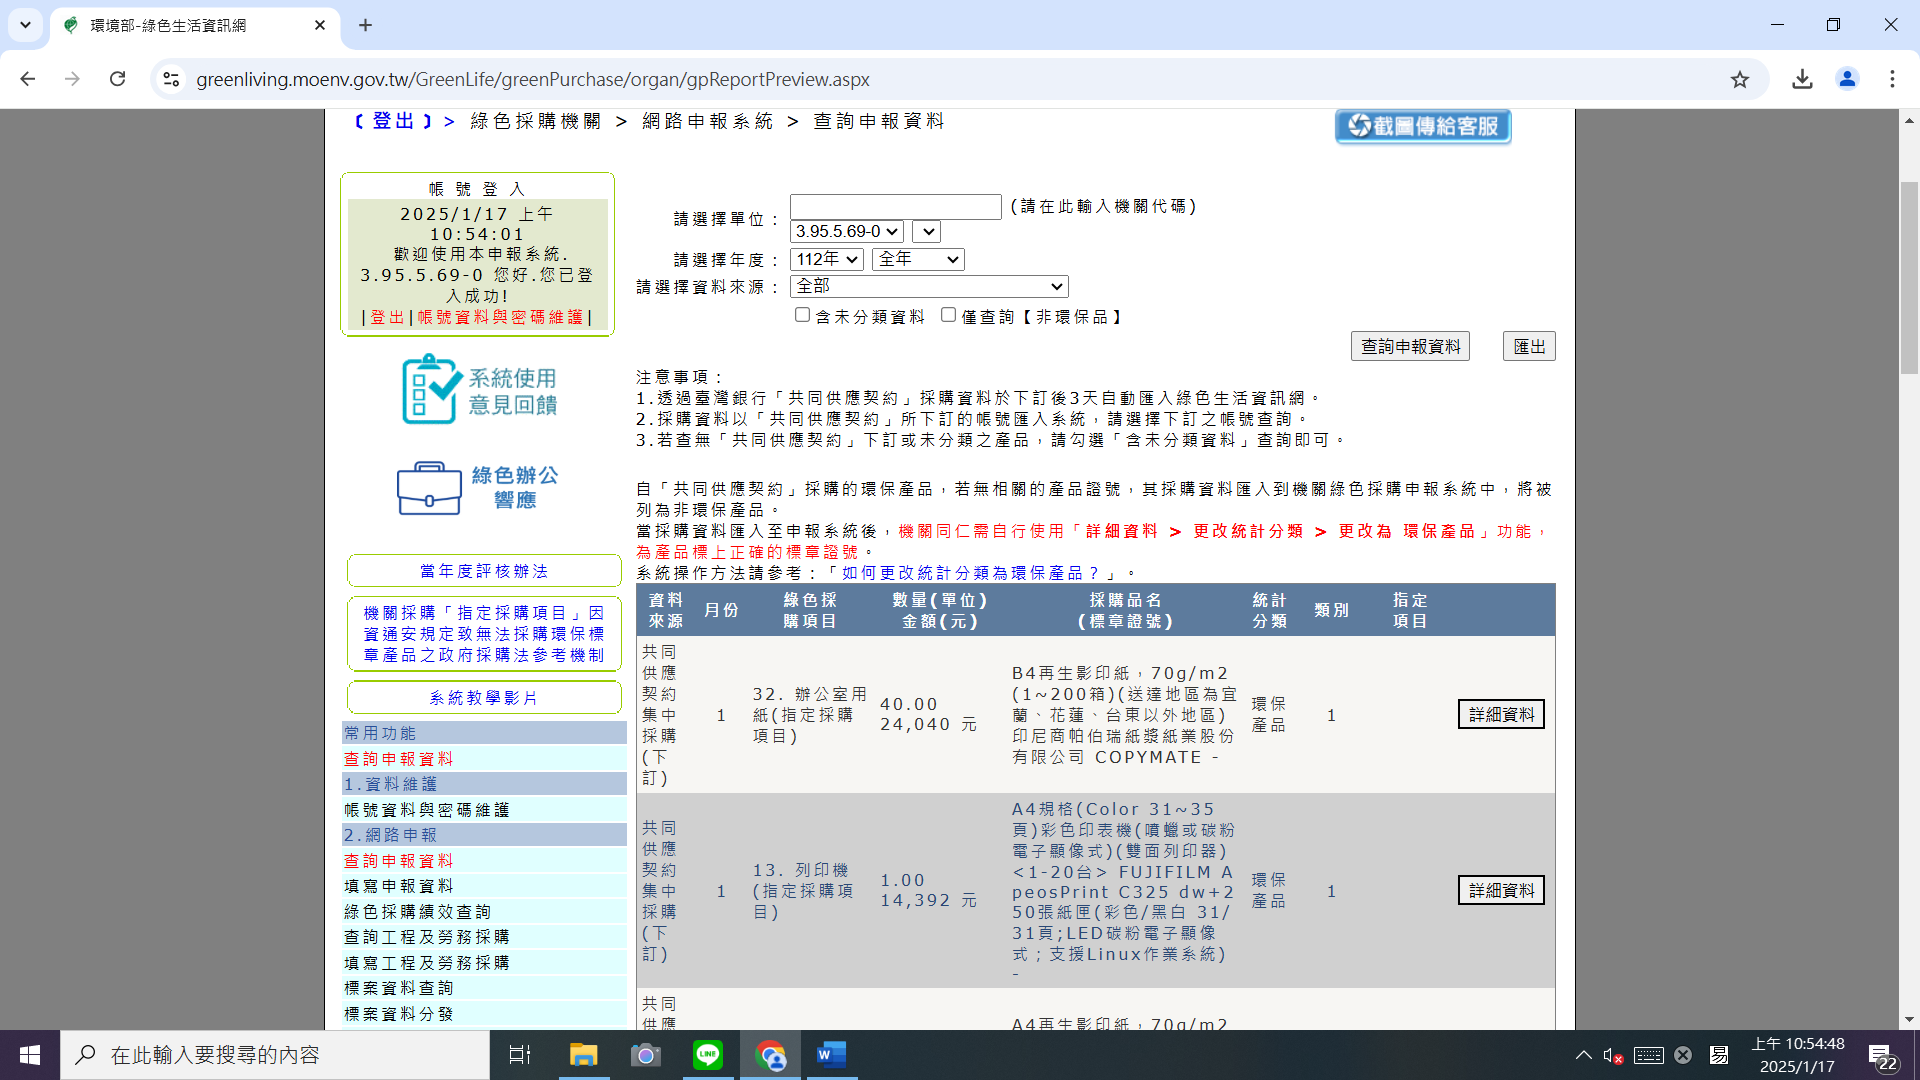 環境部-綠色生活資訊網
greenliving.moenv.gov.tw/GreenLife/greenPurchase/organ/gpReportPreview.aspx
【登出】> 綠色採購機關 > 網路申報系統 > 查詢申報資料
截圖傳給客服
帳號登入
2025/1/17 上午
10:54:01
歡迎使用本申報系統.
3.95.5.69-0 您好.您已登
入成功!
|登出|帳號資料與密碼維護|
系統使用
意見回饋
綠色辦公
響應
當年度評核辦法
機關採購「指定採購項目」因
資通安規定致無法採購環保標
章產品之政府採購法參考機制
系統教學影片
常用功能
查詢申報資料
1.資料維護
帳號資料與密碼維護
2.網路申報
查詢申報資料
填寫申報資料
綠色採購績效查詢
查詢工程及勞務採購
填寫工程及勞務採購
標案資料查詢
標案資料分發
請選擇單位：
(請在此輸入機關代碼)
3.95.5.69-0
請選擇年度：
112年 全年
請選擇資料來源：
全部
含未分類資料 僅查詢【非環保品】
查詢申報資料 匯出
注意事項：
1.透過臺灣銀行「共同供應契約」採購資料於下訂後3天自動匯入綠色生活資訊網。
2.採購資料以「共同供應契約」所下訂的帳號匯入系統，請選擇下訂之帳號查詢。
3.若查無「共同供應契約」下訂或未分類之產品，請勾選「含未分類資料」查詢即可。
自「共同供應契約」採購的環保產品，若無相關的產品證號，其採購資料匯入到機關綠色採購申報系統中，將被
列為非環保產品。
當採購資料匯入至申報系統後，機關同仁需自行使用「詳細資料 > 更改統計分類 > 更改為 環保產品」功能，
為產品標上正確的標章證號。
系統操作方法請參考：「如何更改統計分類為環保產品？」。
資料
來源
月份
綠色採
購項目
數量(單位)
金額(元)
採購品名
(標章證號)
統計
分類
類別
指定
項目
共同
供應
契約
集中
採購
(下
訂)
1
32. 辦公室用
紙(指定採購
項目)
40.00
24,040 元
B4再生影印紙，70g/m2
(1~200箱)(送達地區為宜
蘭、花蓮、台東以外地區)
印尼商帕伯瑞紙漿紙業股份
有限公司 COPYMATE -
環保
產品
1
詳細資料
共同
供應
契約
集中
採購
(下
訂)
1
13. 列印機
(指定採購項
目)
1.00
14,392 元
A4規格(Color 31~35
頁)彩色印表機(噴蠟或碳粉
電子顯像式)(雙面列印器)
<1-20台> FUJIFILM A
peosPrint C325 dw+2
50張紙匣(彩色/黑白 31/
31頁;LED碳粉電子顯像
式；支援Linux作業系統)
-
環保
產品
1
詳細資料
共同
供應
A4再生影印紙，70g/m2
在此輸入要搜尋的內容
LINE
W
易
上午 10:54:48
2025/1/17
22